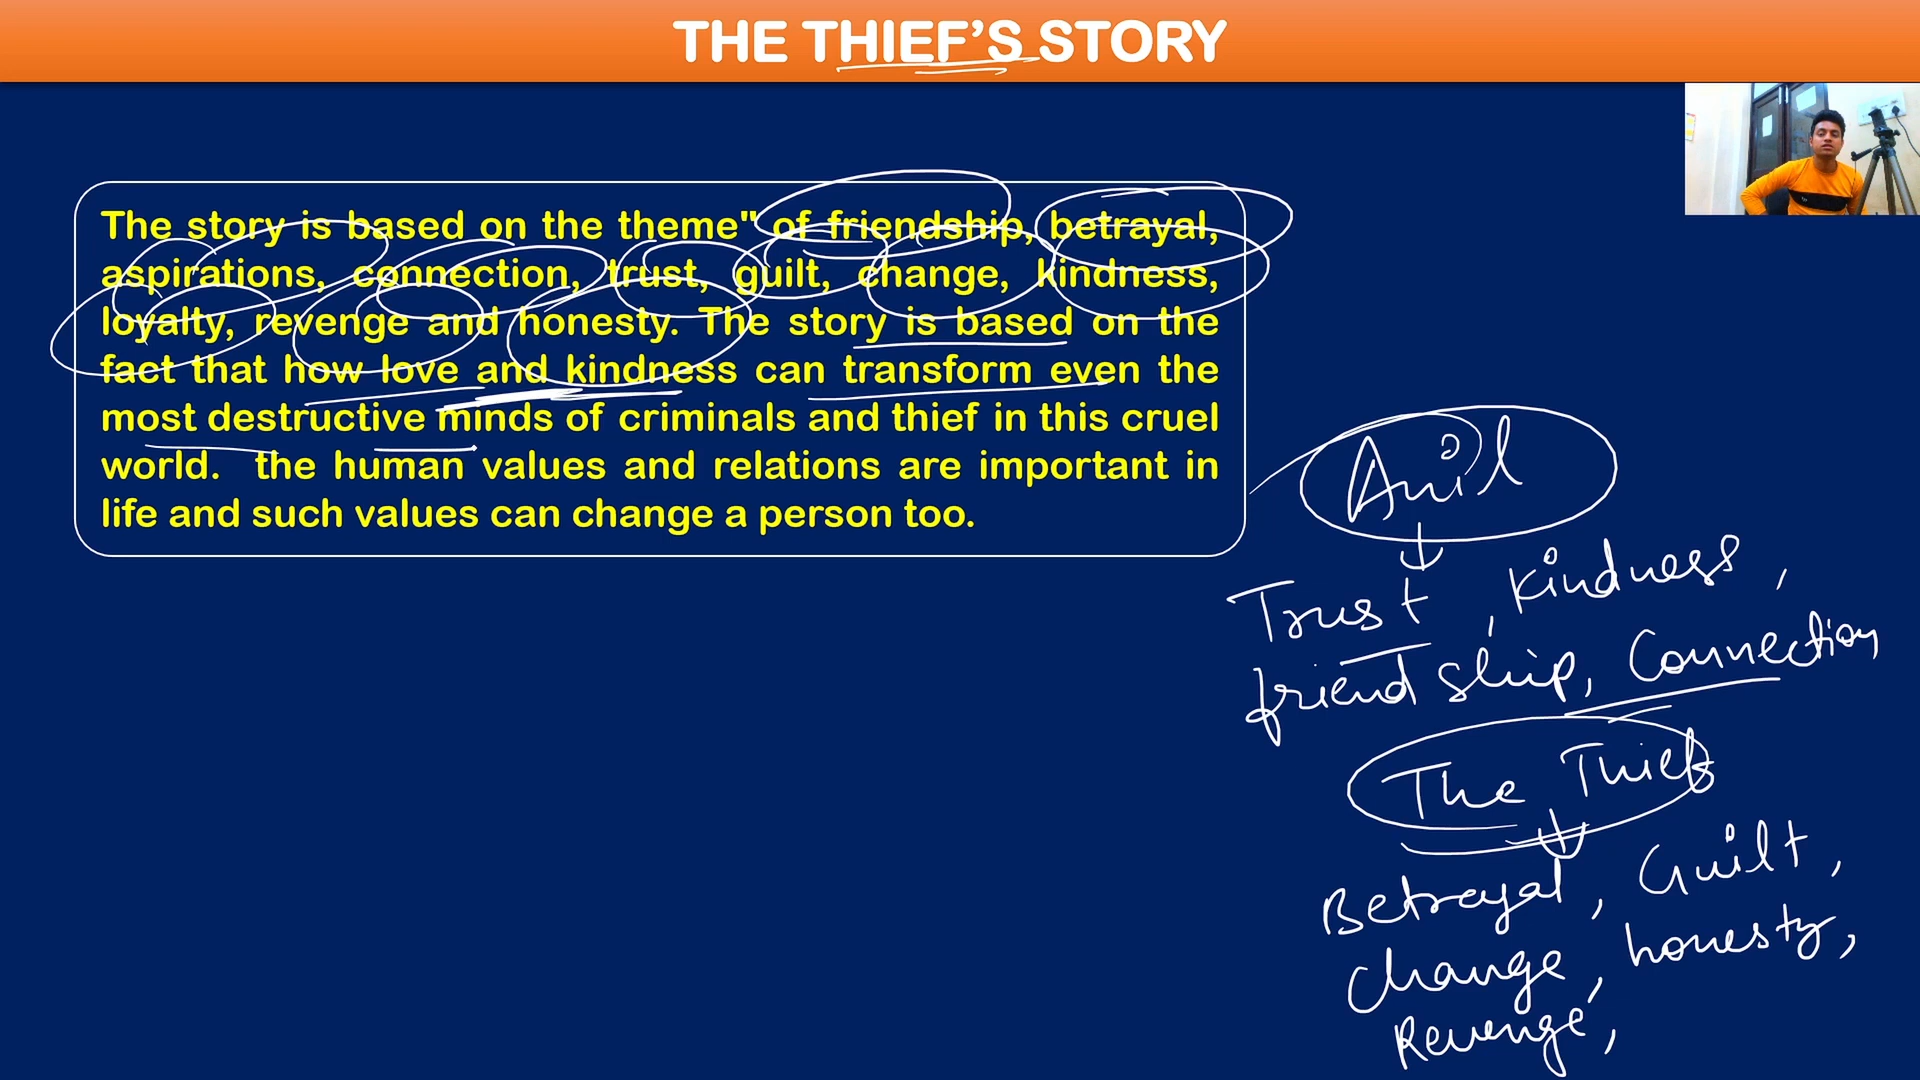 THE THIEF'S STORY
The story is based on the theme" of friendship, betrayal,
aspirations, connection, trust, guilt, change, kindness,
loyalty, revenge and honesty. The story is based on the
fact that how love and kindness can transform even the
most destructive minds of criminals and thief in this cruel
world. the human values and relations are important in
life and such values can change a person too.
Anil
Trust, Kindness,
friendship, Connection
The Thief
Betrayal, Guilt,
Change, honesty,
Revenge,